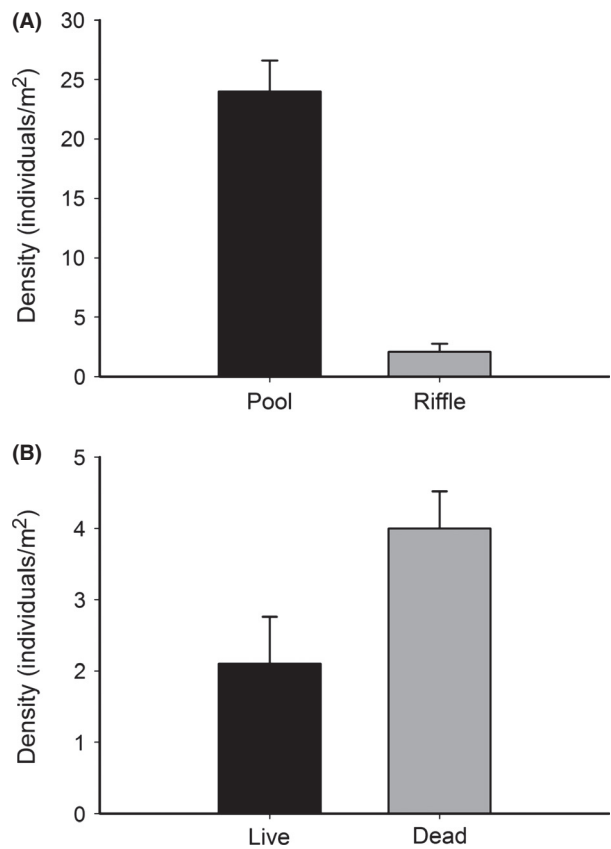 (A)
30
25
20
15
10
5
0
Density (individuals/m²)
Pool Riffle
(B)
5
4
3
2
1
0
Density (individuals/m²)
Live Dead